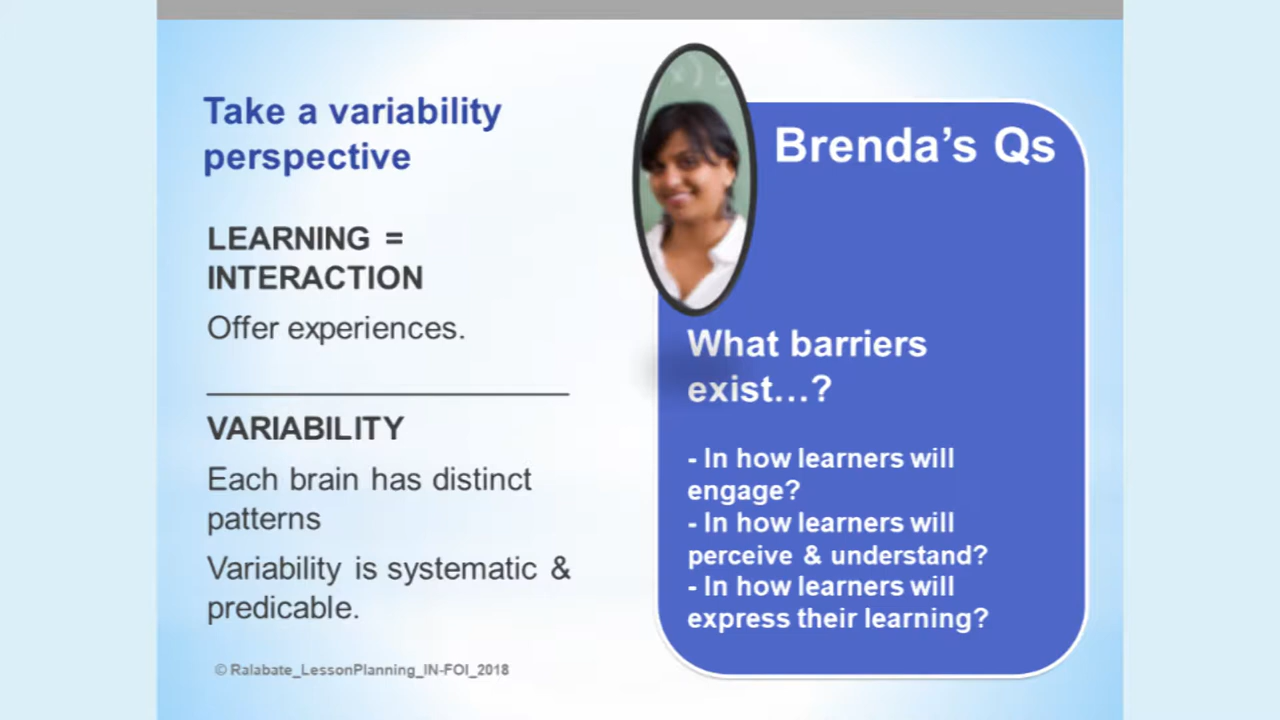 Take a variability
perspective
LEARNING =
INTERACTION
Offer experiences.
VARIABILITY
Each brain has distinct
patterns
Variability is systematic &
predicable.
© Ralabate_LessonPlanning_IN-FOI_2018
Brenda's Qs
What barriers
exist…?
- In how learners will
engage?
- In how learners will
perceive & understand?
- In how learners will
express their learning?